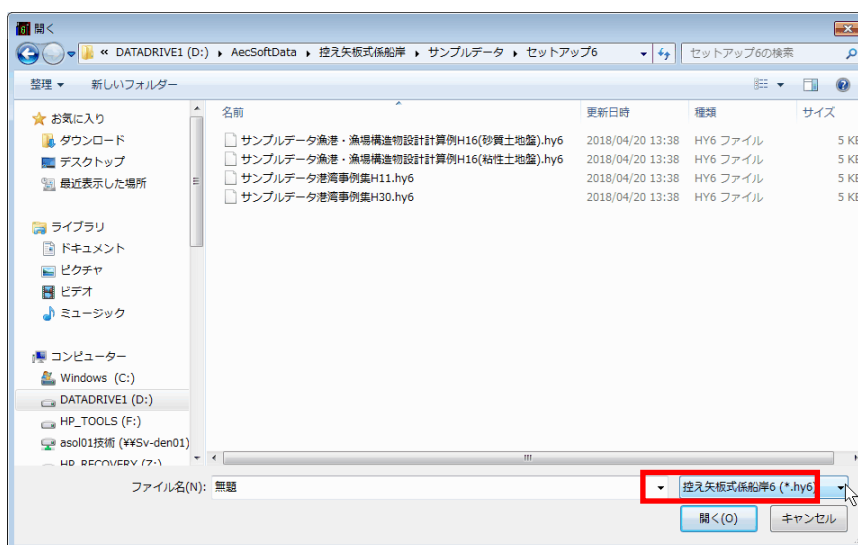 開く
« DATADRIVE1 (D:) ▸ AecSoftData ▸ 控え矢板式係船岸 ▸ サンプルデータ ▸ セットアップ6
セットアップ6の検索
整理 ▼ 新しいフォルダー
お気に入り
ダウンロード
デスクトップ
最近表示した場所
ライブラリ
ドキュメント
ピクチャ
ビデオ
ミュージック
コンピューター
Windows (C:)
DATADRIVE1 (D:)
HP_TOOLS (F:)
asol01技術 (¥¥Sv-den01)
HP_RECOVERY (Z:)
名前 更新日時 種類 サイズ
サンプルデータ漁港・漁場構造物設計計算例H16(砂質土地盤).hy6 2018/04/20 13:38 HY6 ファイル 5 KB
サンプルデータ漁港・漁場構造物設計計算例H16(粘性土地盤).hy6 2018/04/20 13:38 HY6 ファイル 5 KB
サンプルデータ港湾事例集H11.hy6 2018/04/20 13:38 HY6 ファイル 5 KB
サンプルデータ港湾事例集H30.hy6 2018/04/20 13:38 HY6 ファイル 5 KB
ファイル名(N): 無題
控え矢板式係船岸6 (*.hy6)
開く(O) キャンセル